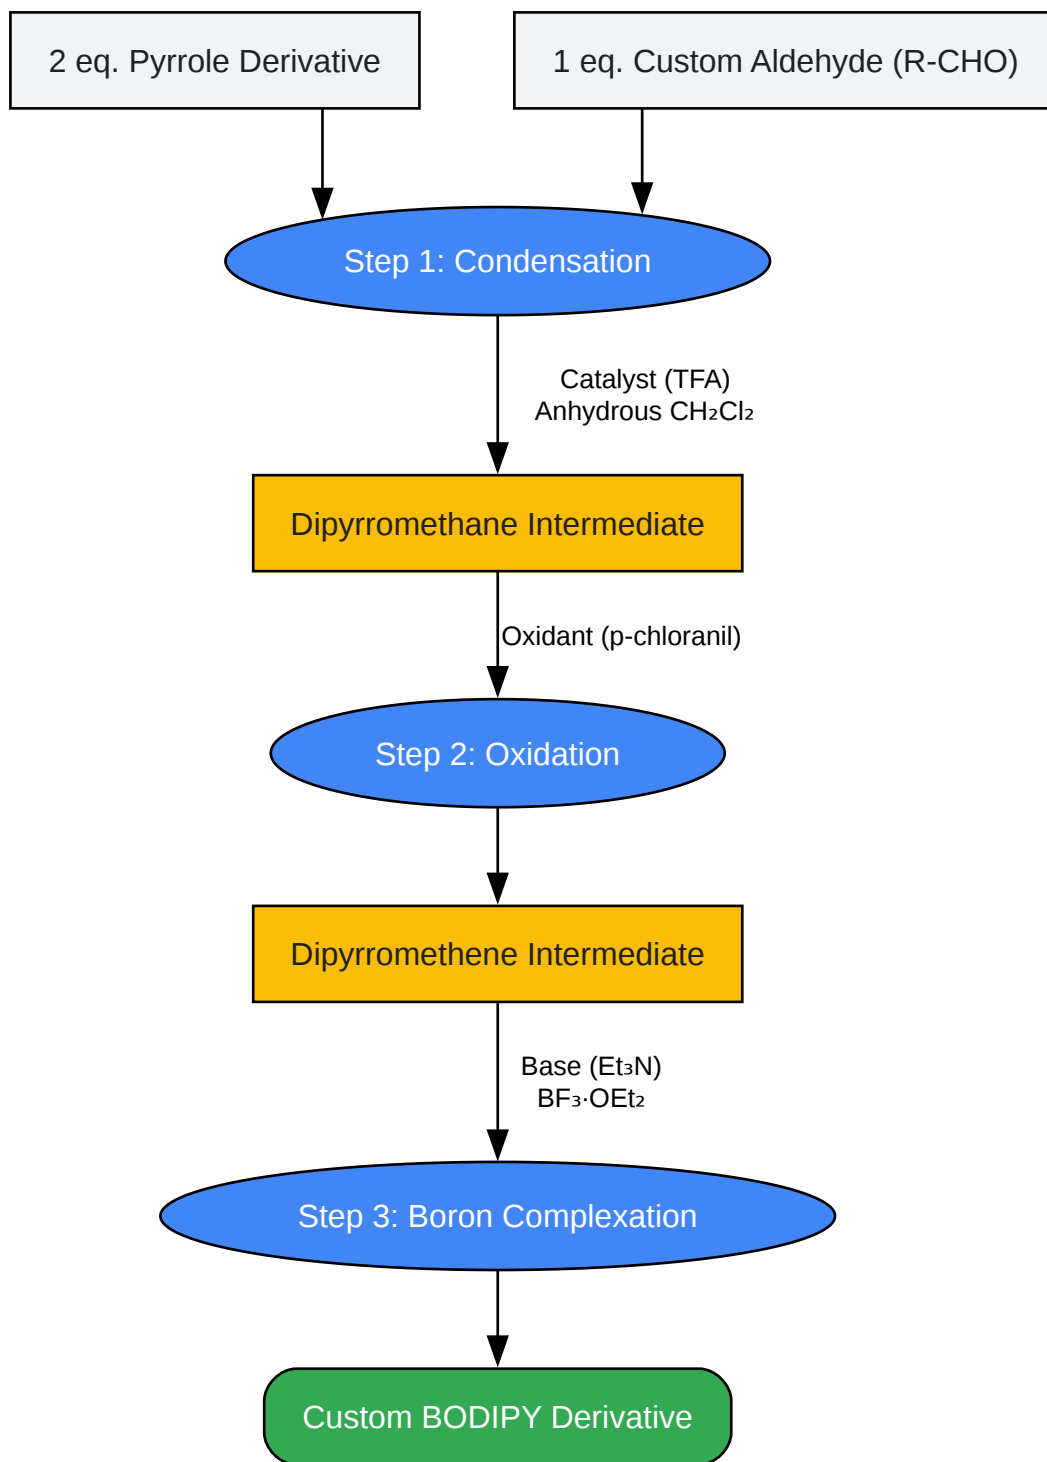 2 eq. Pyrrole Derivative
1 eq. Custom Aldehyde (R-CHO)
Step 1: Condensation
Catalyst (TFA)
Anhydrous CH₂Cl₂
Dipyrromethane Intermediate
Oxidant (p-chloranil)
Step 2: Oxidation
Dipyrromethene Intermediate
Base (Et₃N)
BF₃·OEt₂
Step 3: Boron Complexation
Custom BODIPY Derivative